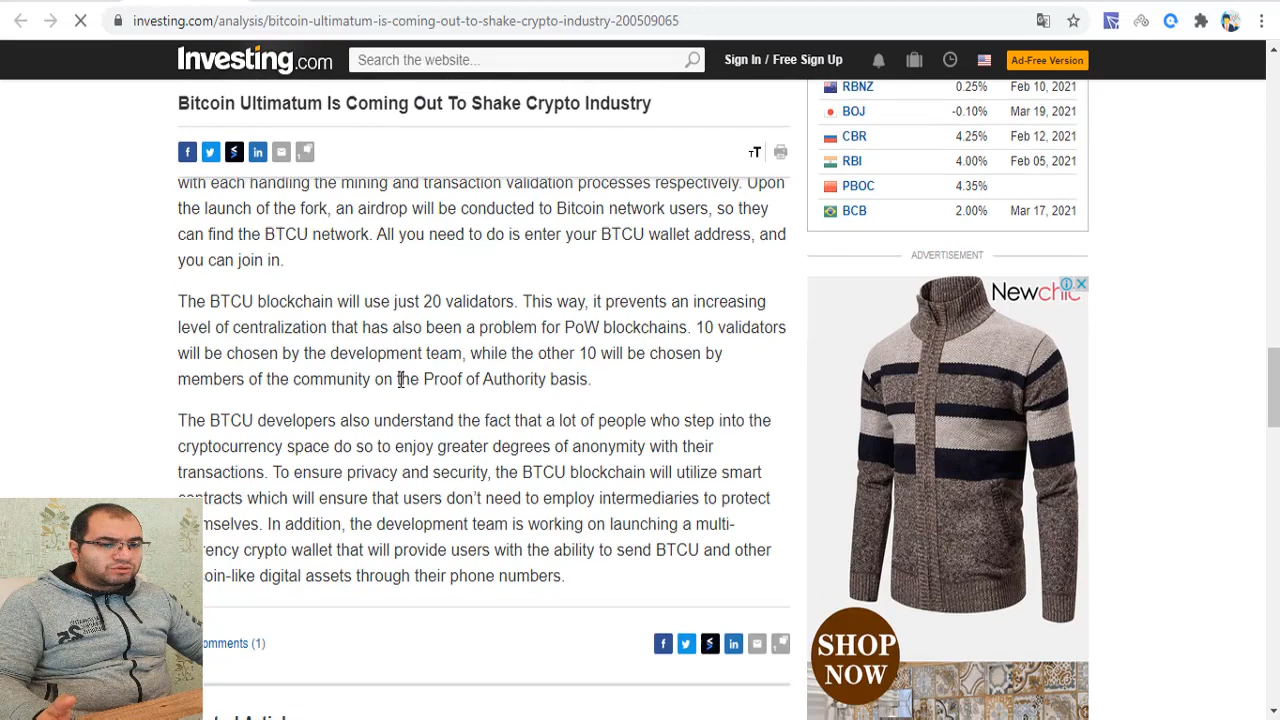 investing.com/analysis/bitcoin-ultimatum-is-coming-out-to-shake-crypto-industry-200509065
Investing.com
Search the website...
Sign In / Free Sign Up
Ad-Free Version
Bitcoin Ultimatum Is Coming Out To Shake Crypto Industry
TT
with each handling the mining and transaction validation processes respectively. Upon
the launch of the fork, an airdrop will be conducted to Bitcoin network users, so they
can find the BTCU network. All you need to do is enter your BTCU wallet address, and
you can join in.
The BTCU blockchain will use just 20 validators. This way, it prevents an increasing
level of centralization that has also been a problem for PoW blockchains. 10 validators
will be chosen by the development team, while the other 10 will be chosen by
members of the community on the Proof of Authority basis.
The BTCU developers also understand the fact that a lot of people who step into the
cryptocurrency space do so to enjoy greater degrees of anonymity with their
transactions. To ensure privacy and security, the BTCU blockchain will utilize smart
contracts which will ensure that users don't need to employ intermediaries to protect
mselves. In addition, the development team is working on launching a multi-
rency crypto wallet that will provide users with the ability to send BTCU and other
oin-like digital assets through their phone numbers.
omments (1)
RBNZ 0.25% Feb 10, 2021
BOJ -0.10% Mar 19, 2021
CBR 4.25% Feb 12, 2021
RBI 4.00% Feb 05, 2021
PBOC 4.35%
BCB 2.00% Mar 17, 2021
ADVERTISEMENT
Newchic
SHOP
NOW
25